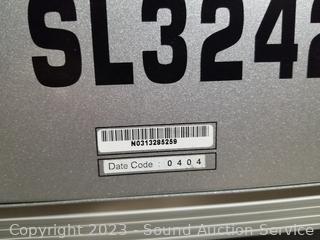 SL3242
N0313285259
Date Code : 0404
Copyright 2023 - Sound Auction Service